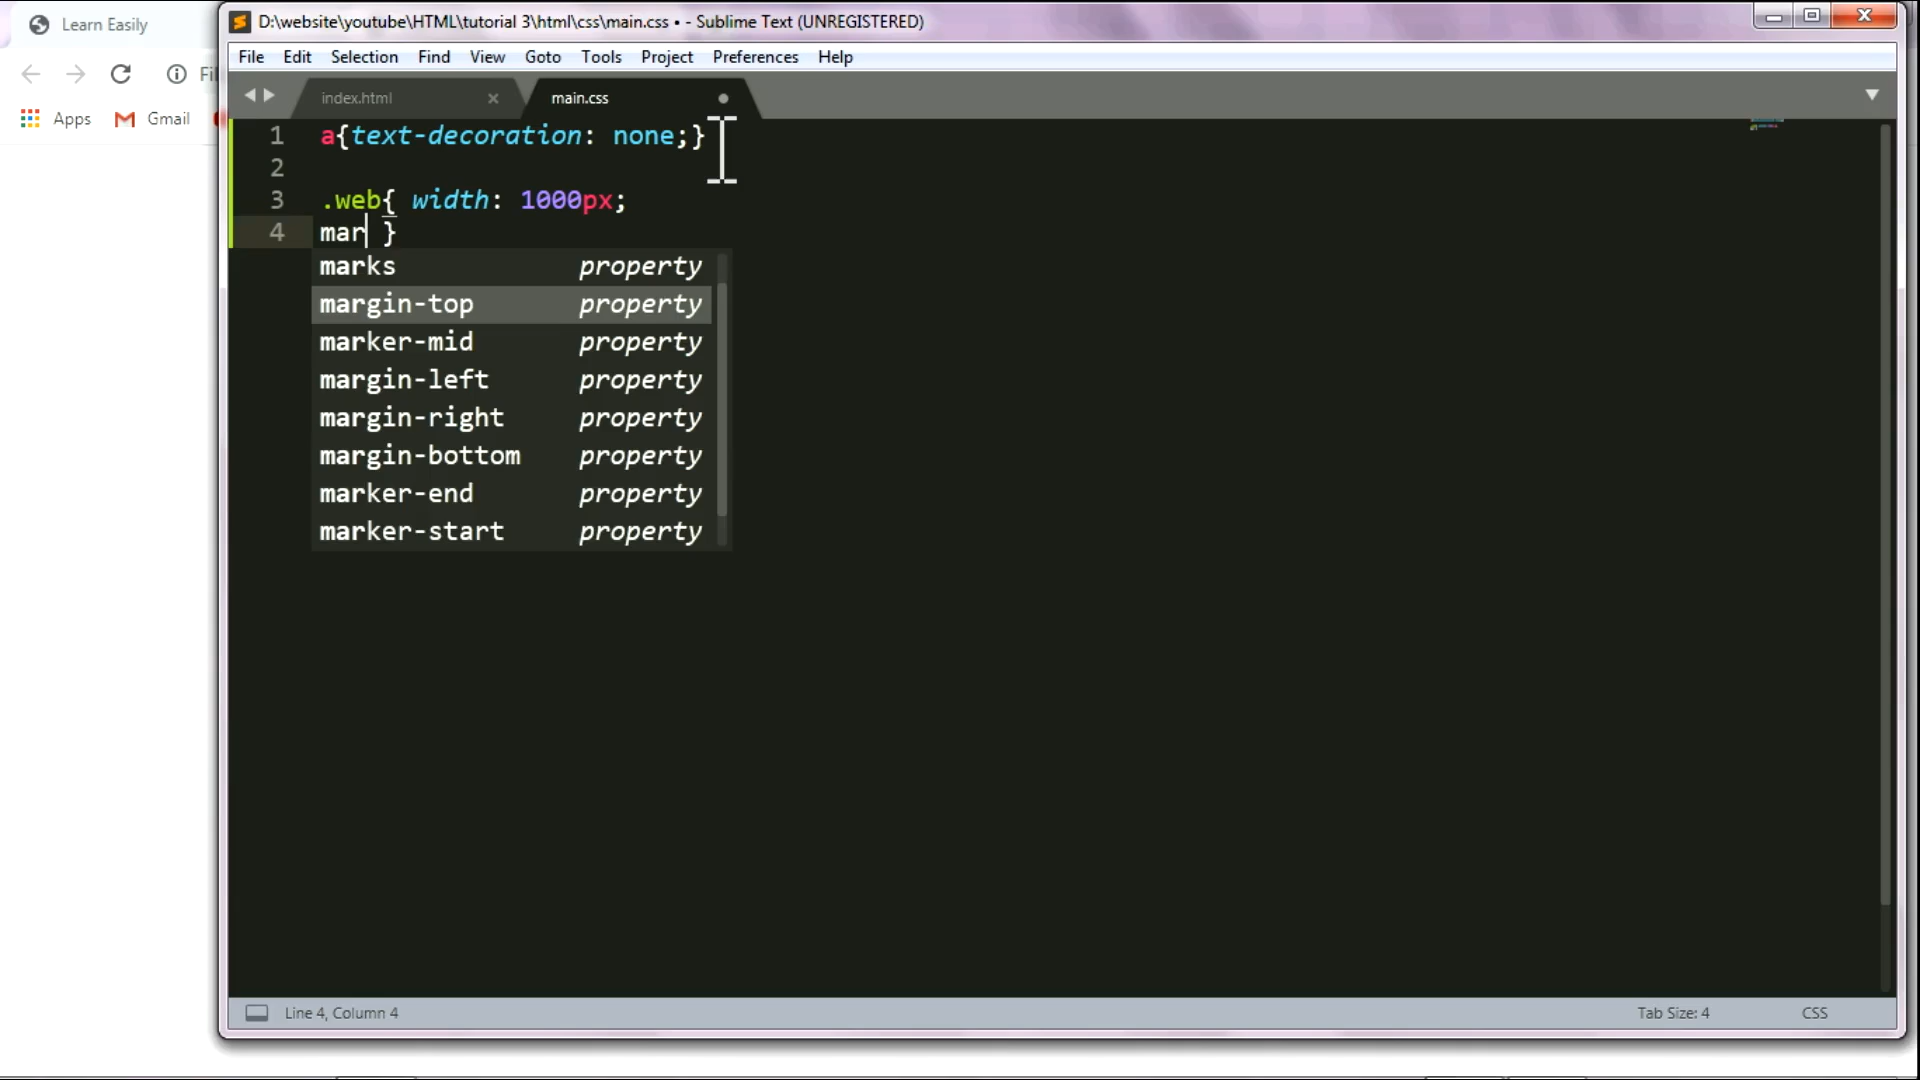 Learn Easily
D:\website\youtube\HTML\tutorial 3\html\css\main.css • - Sublime Text (UNREGISTERED)
File Edit Selection Find View Goto Tools Project Preferences Help
Apps Gmail
index.html main.css
1 a{text-decoration: none;}
2
3 .web{ width: 1000px;
4 mar }
marks property
margin-top property
marker-mid property
margin-left property
margin-right property
margin-bottom property
marker-end property
marker-start property
Line 4, Column 4 Tab Size: 4 CSS